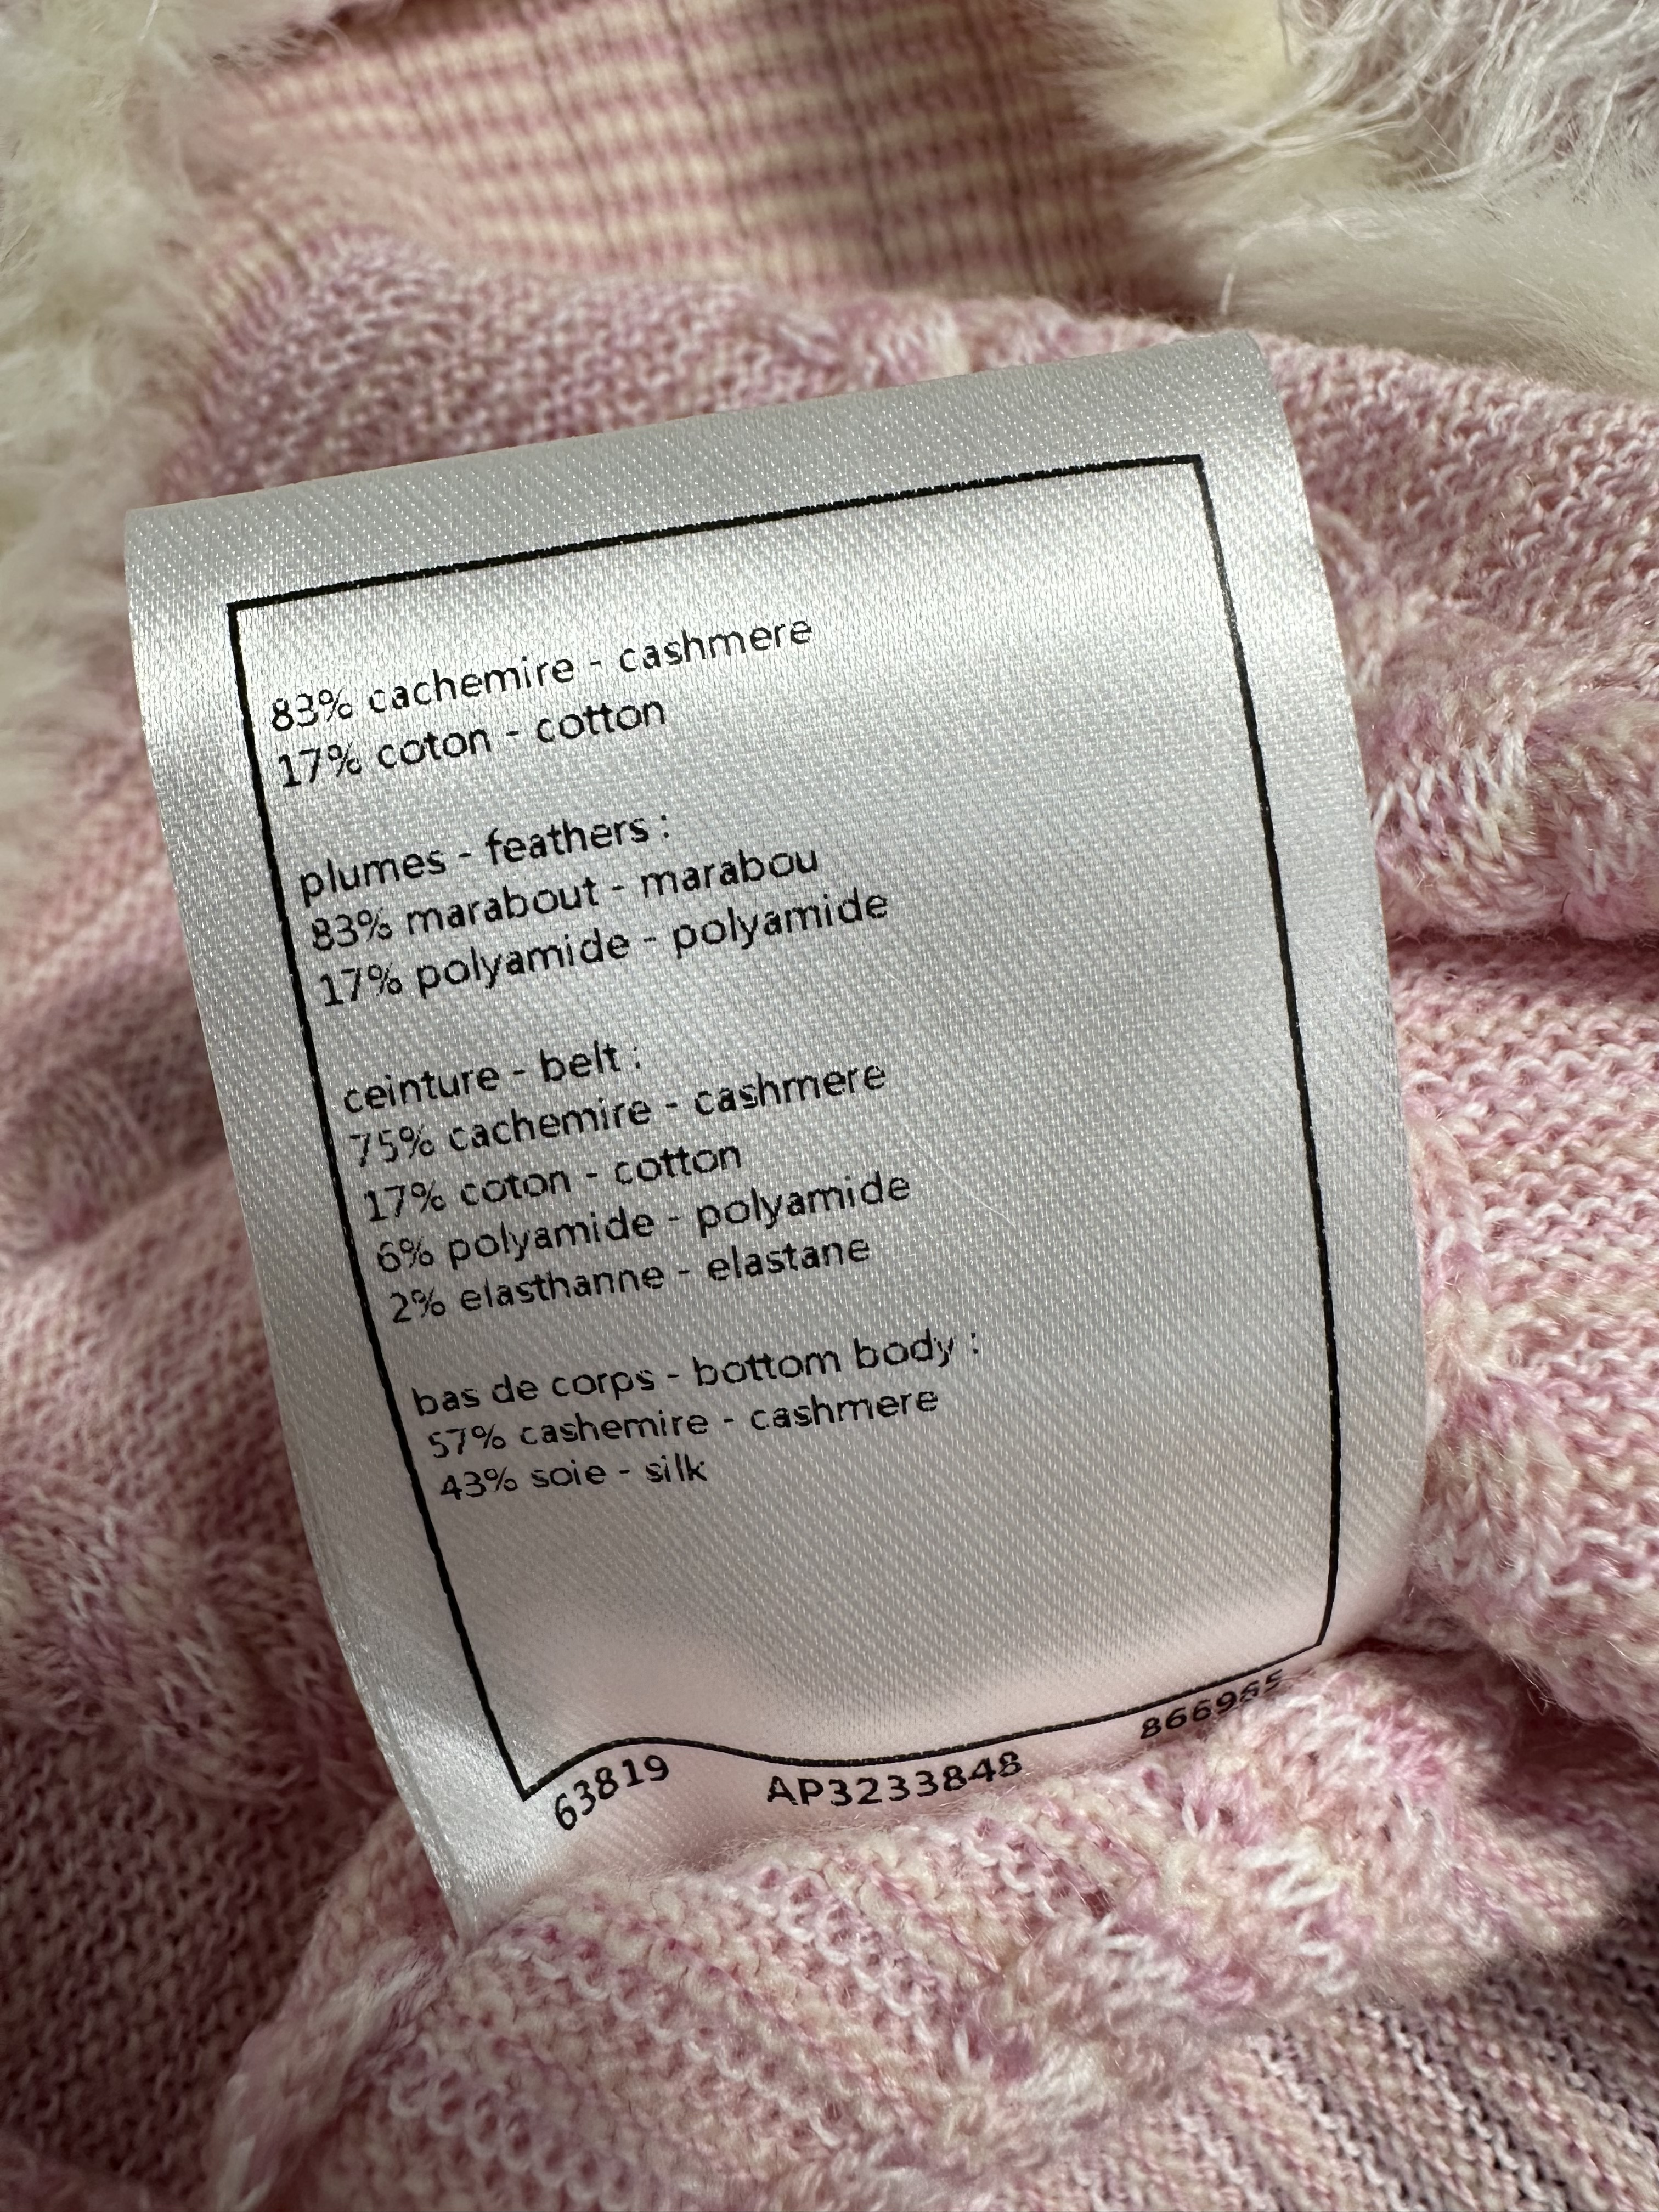 83% cachemire - cashmere
17% coton - cotton
plumes - feathers :
83% marabout - marabou
17% polyamide - polyamide
ceinture - belt :
75% cachemire - cashmere
17% coton - cotton
6% polyamide - polyamide
2% elasthanne - elastane
bas de corps - bottom body :
57% cashemire - cashmere
43% soie - silk
63819 AP3233848 866985